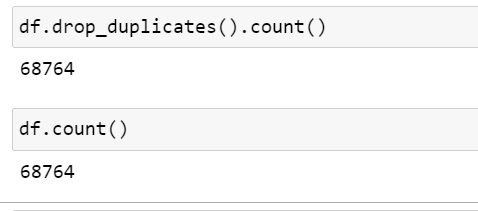 df.drop_duplicates().count()
68764
df.count()
68764